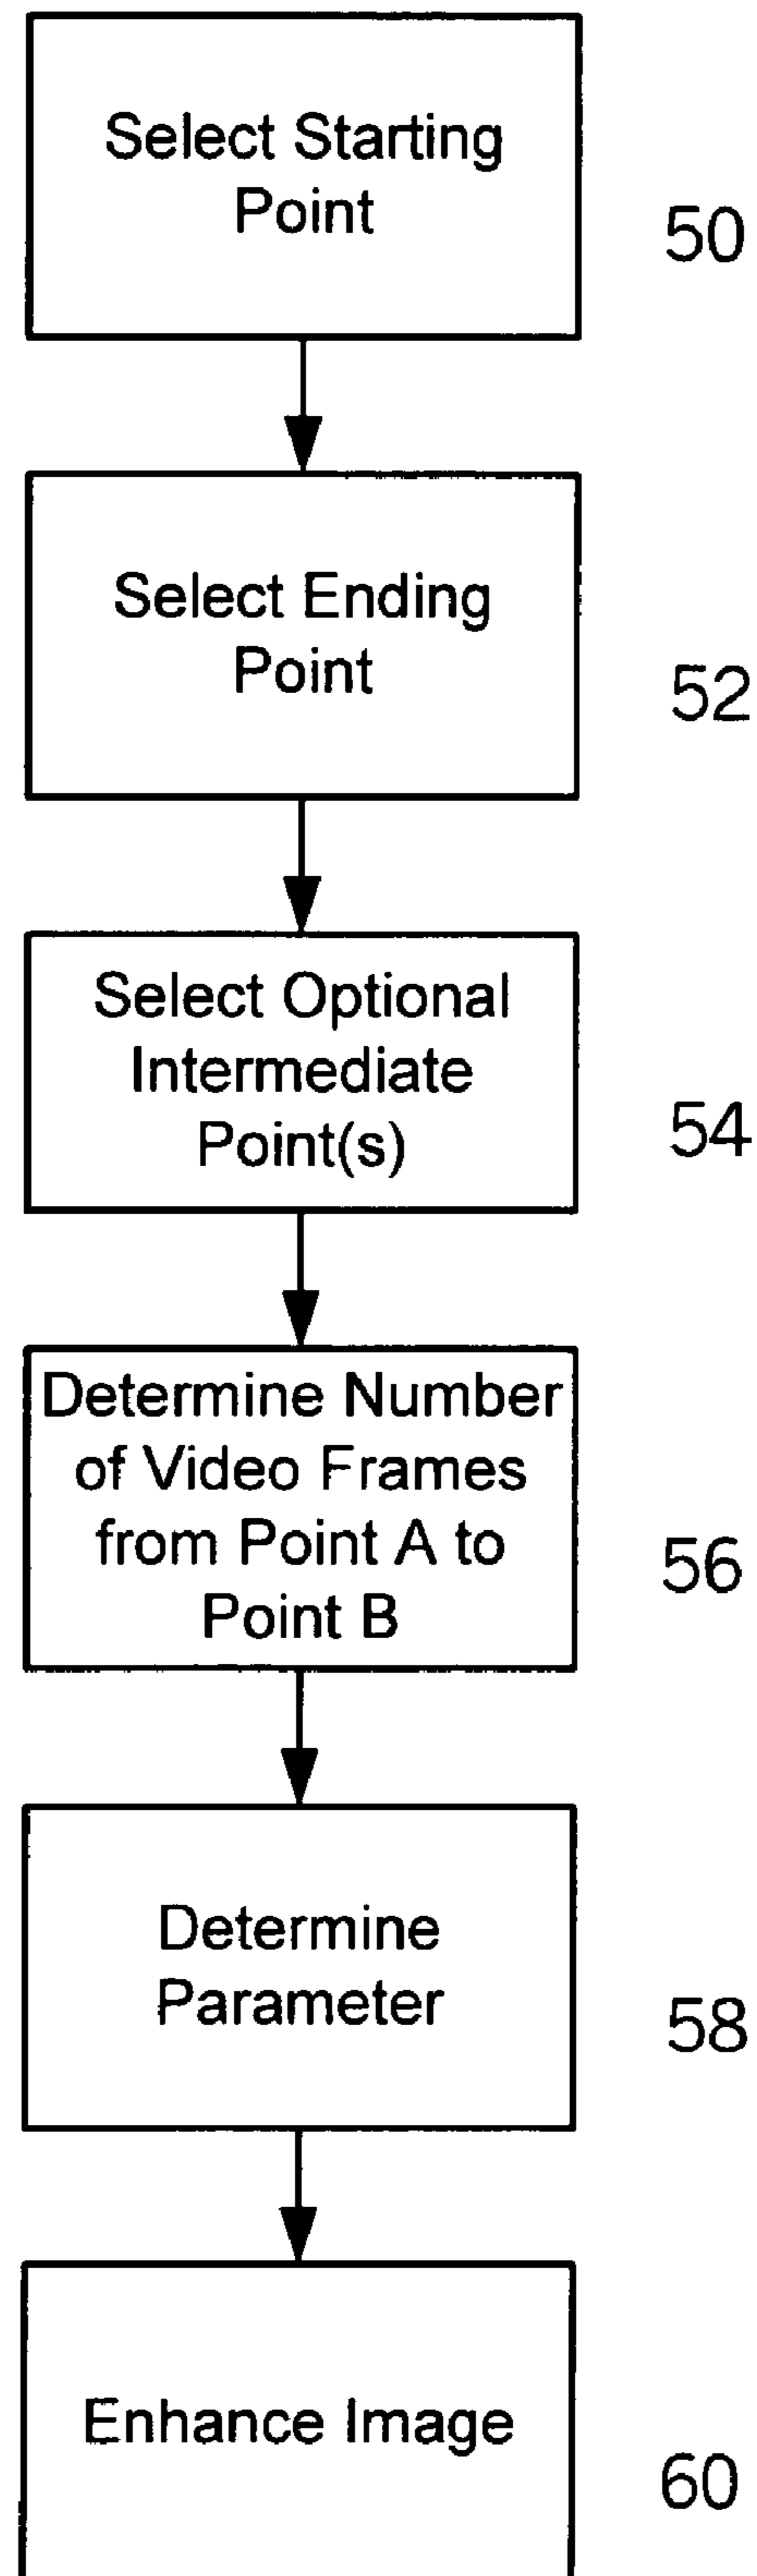 Select Starting
Point
50
Select Ending
Point
52
Select Optional
Intermediate
Point(s)
54
Determine Number
of Video Frames
from Point A to
Point B
56
Determine
Parameter
58
Enhance Image
60